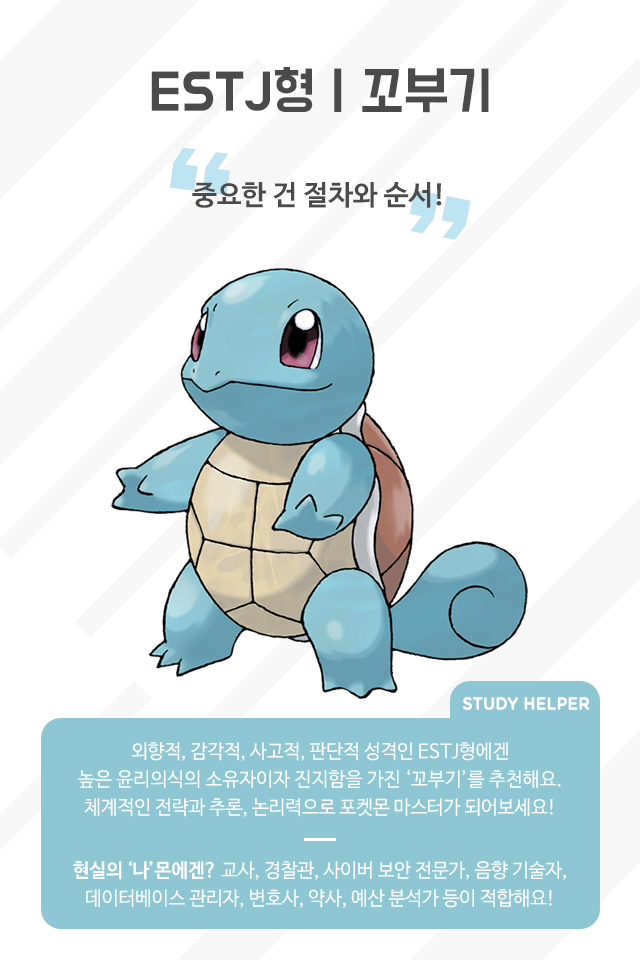 ESTJ형 | 꼬부기
“중요한 건 절차와 순서!”
STUDY HELPER
외향적, 감각적, 사고적, 판단적 성격인 ESTJ형에겐
높은 윤리의식의 소유자이자 진지함을 가진 ‘꼬부기’를 추천해요.
체계적인 전략과 추론, 논리력으로 포켓몬 마스터가 되어보세요!
현실의 ‘나’몬에겐? 교사, 경찰관, 사이버 보안 전문가, 음향 기술자,
데이터베이스 관리자, 변호사, 약사, 예산 분석가 등이 적합해요!